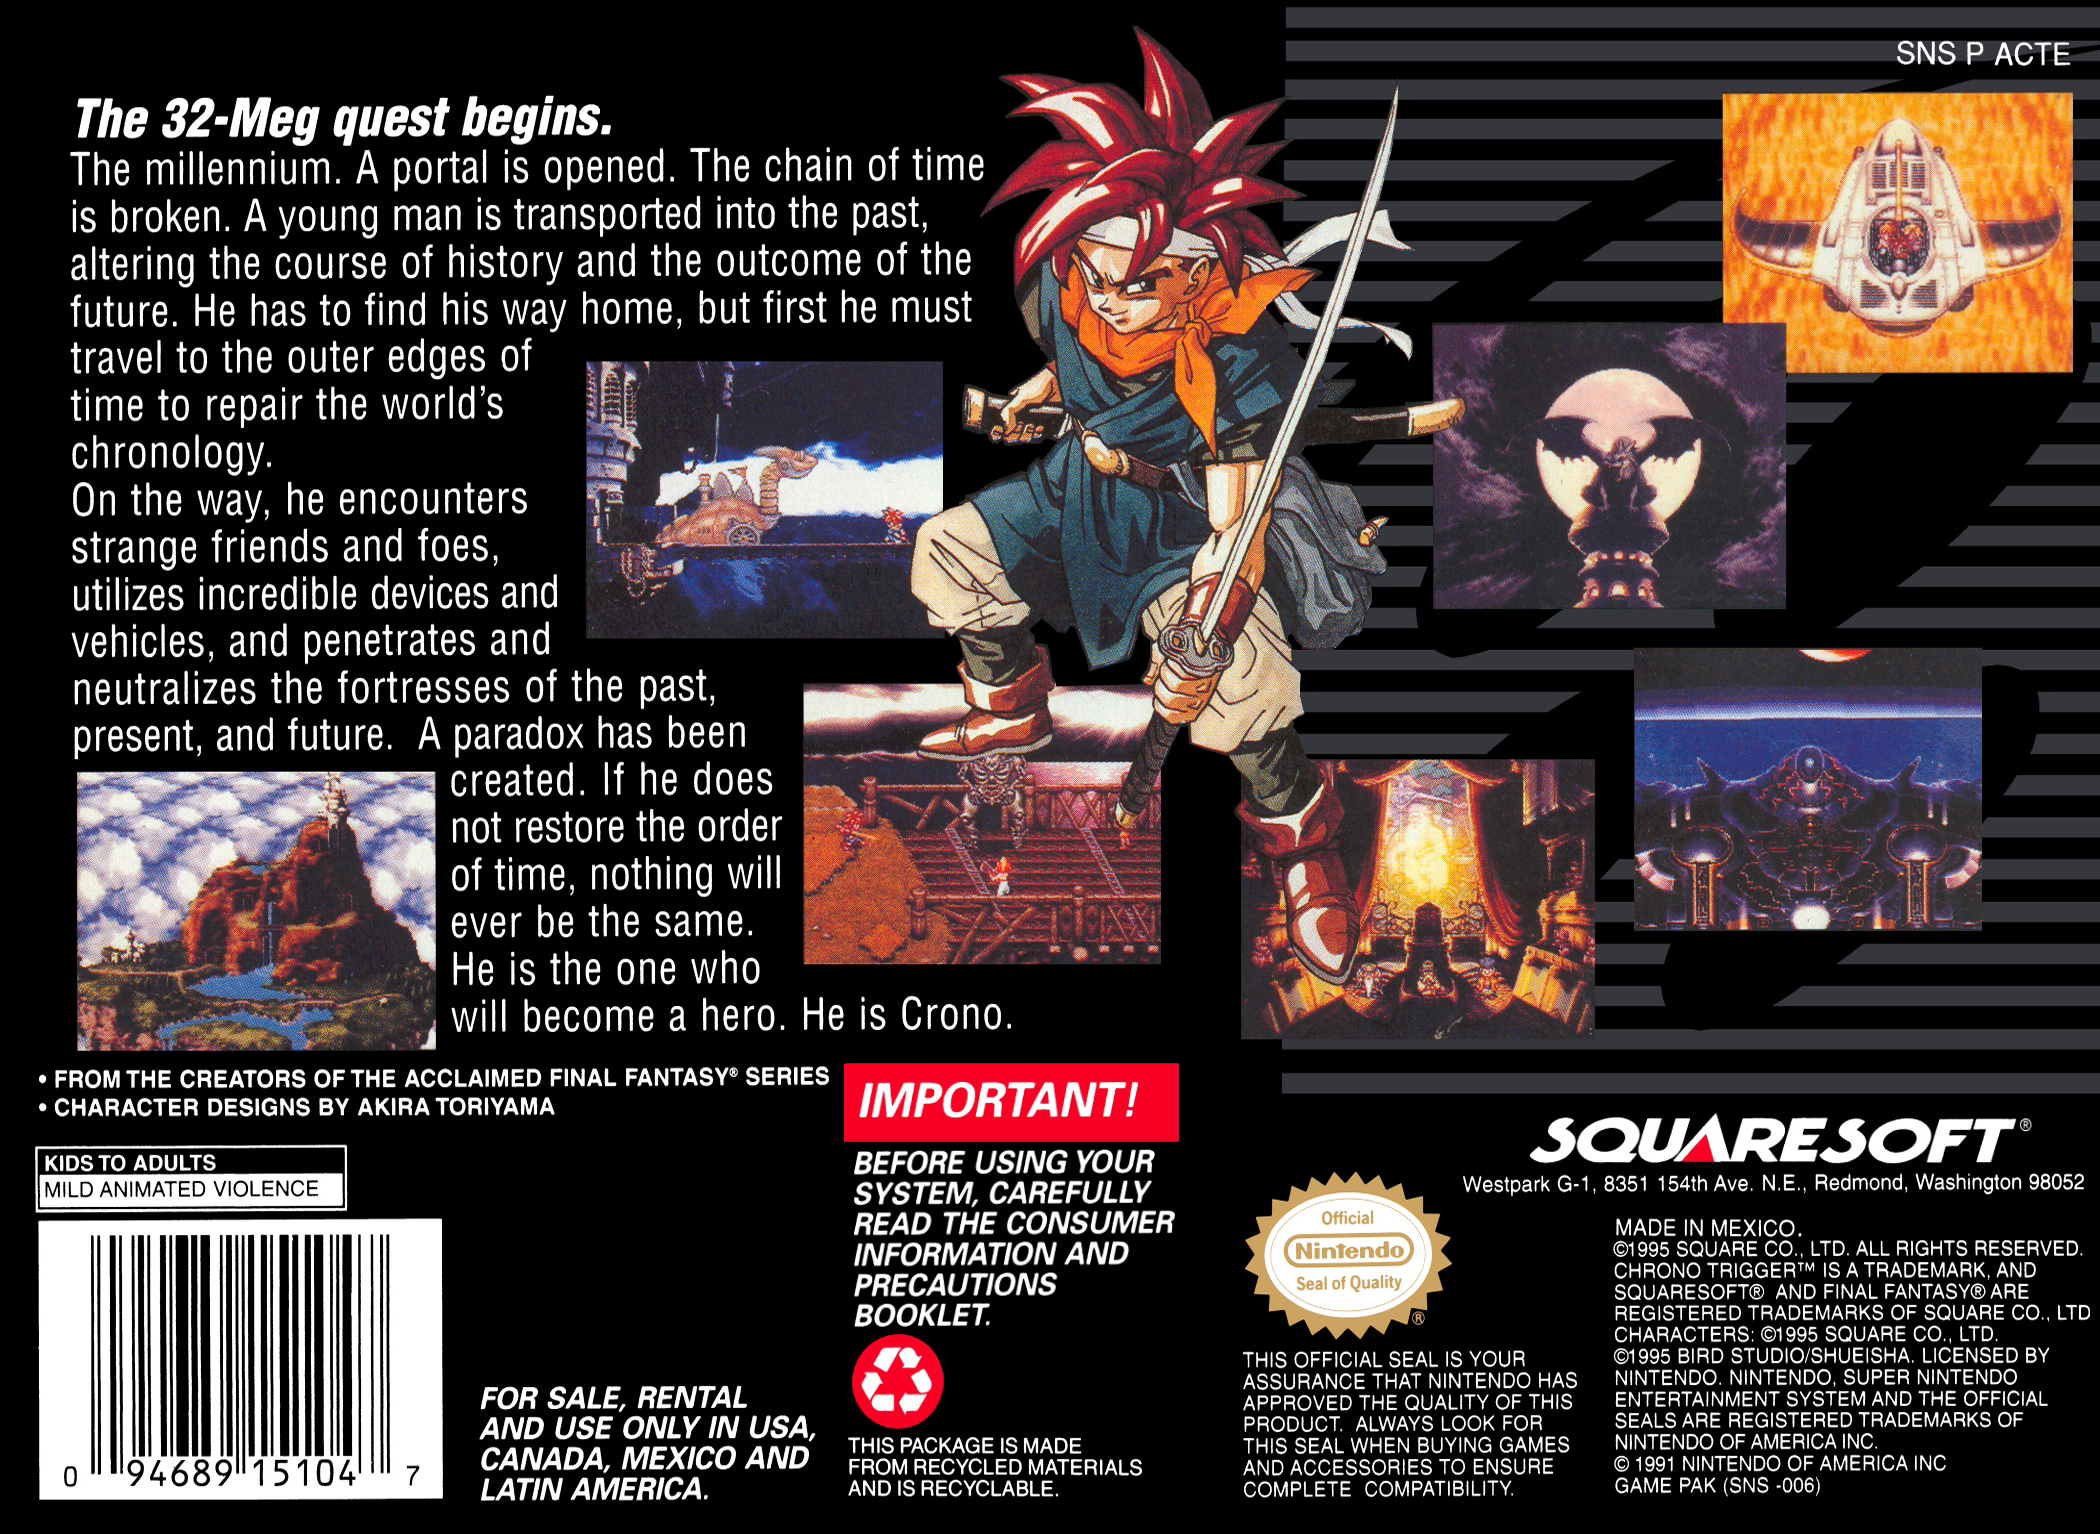 SNS P ACTE
The 32-Meg quest begins.
The millennium. A portal is opened. The chain of time
is broken. A young man is transported into the past,
altering the course of history and the outcome of the
future. He has to find his way home, but first he must
travel to the outer edges of
time to repair the world's
chronology.
On the way, he encounters
strange friends and foes,
utilizes incredible devices and
vehicles, and penetrates and
neutralizes the fortresses of the past,
present, and future. A paradox has been
created. If he does
not restore the order
of time, nothing will
ever be the same.
He is the one who
will become a hero. He is Crono.
• FROM THE CREATORS OF THE ACCLAIMED FINAL FANTASY® SERIES
• CHARACTER DESIGNS BY AKIRA TORIYAMA
KIDS TO ADULTS
MILD ANIMATED VIOLENCE
0 94689 15104 7
FOR SALE, RENTAL
AND USE ONLY IN USA,
CANADA, MEXICO AND
LATIN AMERICA.
IMPORTANT!
BEFORE USING YOUR
SYSTEM, CAREFULLY
READ THE CONSUMER
INFORMATION AND
PRECAUTIONS
BOOKLET.
THIS PACKAGE IS MADE
FROM RECYCLED MATERIALS
AND IS RECYCLABLE.
Official
Nintendo
Seal of Quality
®
THIS OFFICIAL SEAL IS YOUR
ASSURANCE THAT NINTENDO HAS
APPROVED THE QUALITY OF THIS
PRODUCT. ALWAYS LOOK FOR
THIS SEAL WHEN BUYING GAMES
AND ACCESSORIES TO ENSURE
COMPLETE COMPATIBILITY.
SQUARESOFT®
Westpark G-1, 8351 154th Ave. N.E., Redmond, Washington 98052
MADE IN MEXICO.
©1995 SQUARE CO., LTD. ALL RIGHTS RESERVED.
CHRONO TRIGGER™ IS A TRADEMARK, AND
SQUARESOFT® AND FINAL FANTASY® ARE
REGISTERED TRADEMARKS OF SQUARE CO., LTD
CHARACTERS: ©1995 SQUARE CO., LTD.
©1995 BIRD STUDIO/SHUEISHA. LICENSED BY
NINTENDO. NINTENDO, SUPER NINTENDO
ENTERTAINMENT SYSTEM AND THE OFFICIAL
SEALS ARE REGISTERED TRADEMARKS OF
NINTENDO OF AMERICA INC.
© 1991 NINTENDO OF AMERICA INC
GAME PAK (SNS -006)